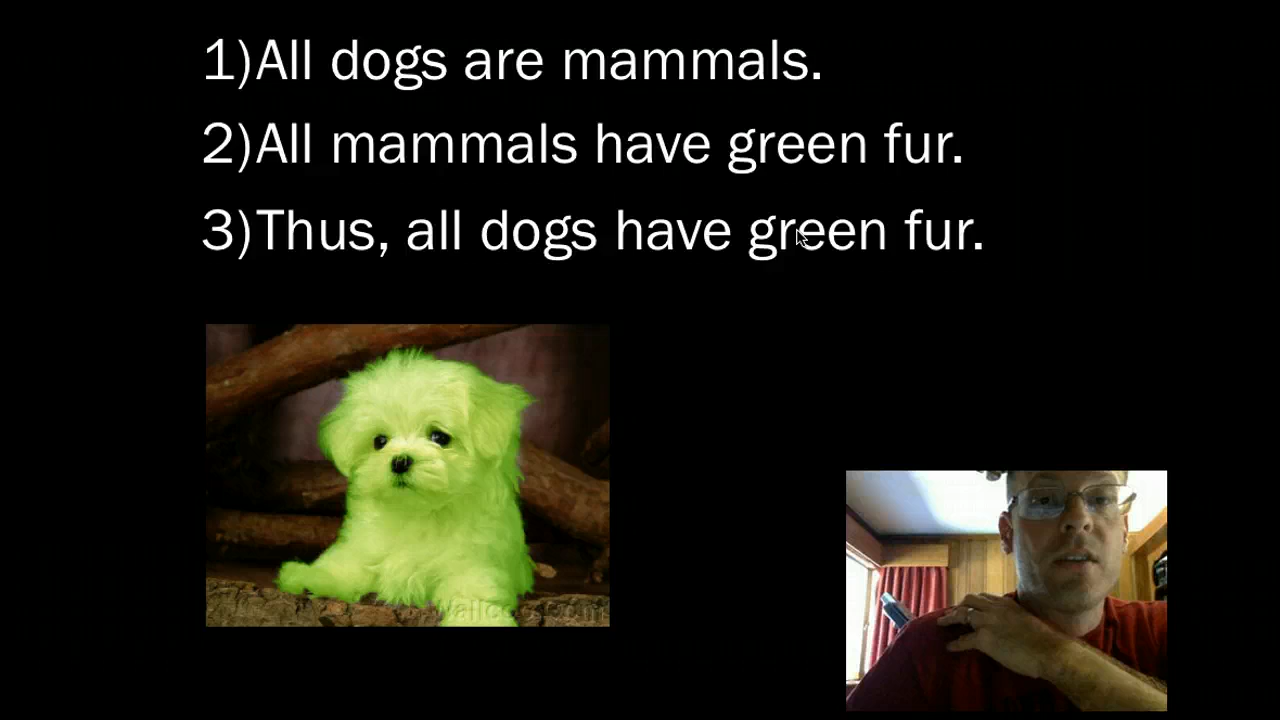 1)All dogs are mammals.
2)All mammals have green fur.
3)Thus, all dogs have green fur.